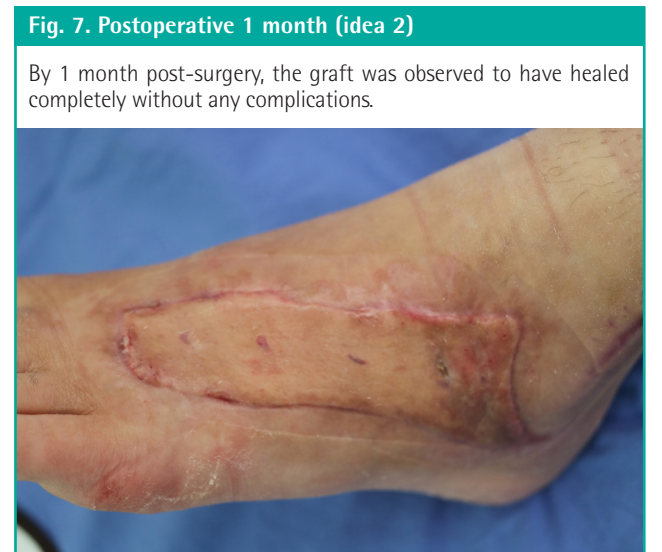 Fig. 7. Postoperative 1 month (idea 2)
By 1 month post-surgery, the graft was observed to have healed
completely without any complications.